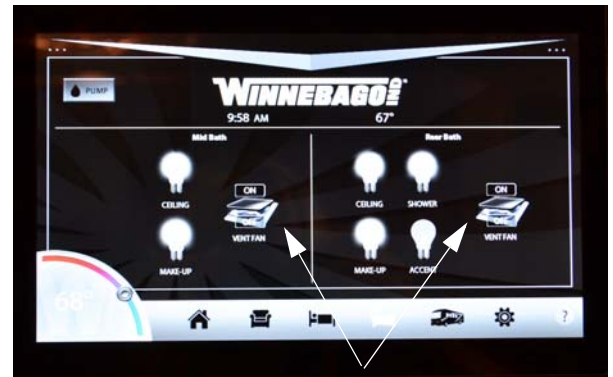 PUMP
WINNEBAGO IND
9:58 AM 67°
Mid Bath
CEILING
ON
VENT FAN
MAKE-UP
Rear Bath
CEILING SHOWER
ON
VENT FAN
MAKE-UP ACCENT
68°
?